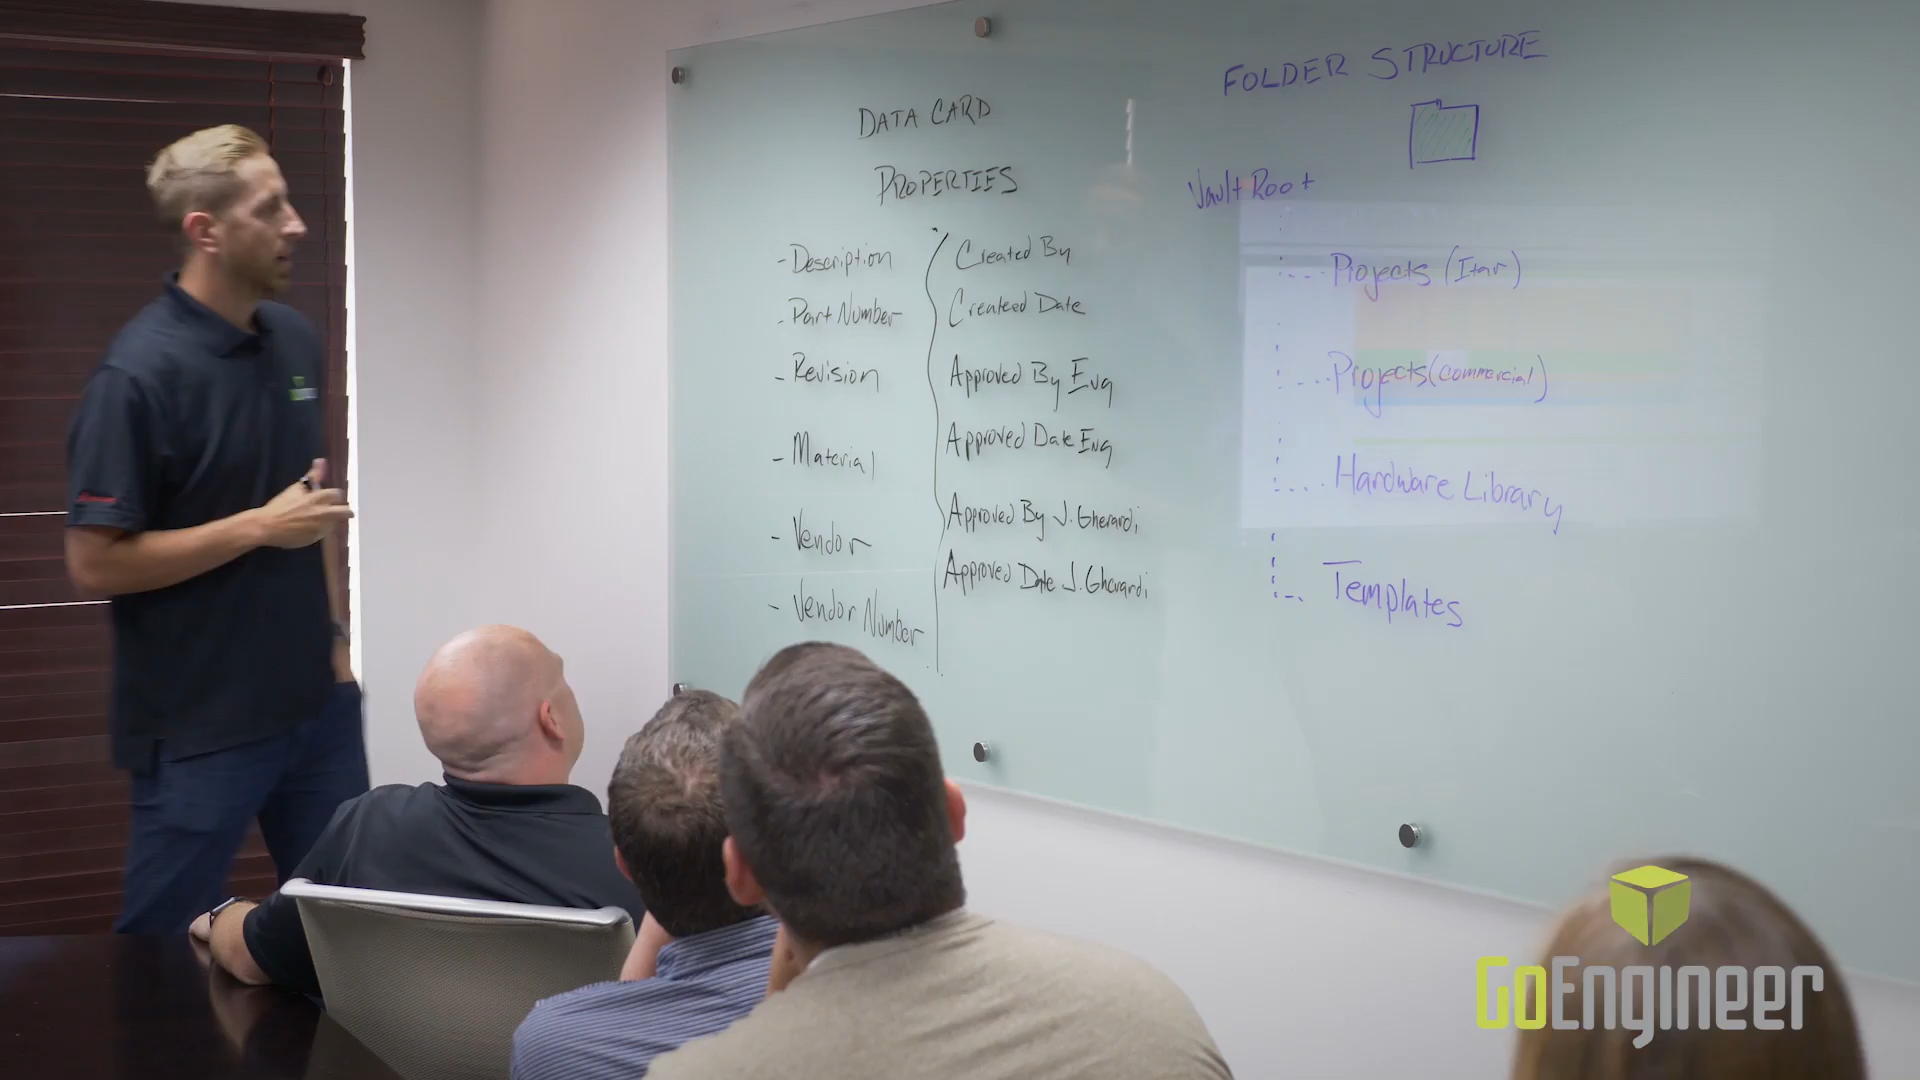 DATA CARD
PROPERTIES
- Description
- Part Number
- Revision
- Material
- Vendor
- Vendor Number
Created By
Createed Date
Approved By Eng
Approved Date Eng
Approved By J. Gherardi
Approved Date J. Gherardi
FOLDER STRUCTURE
Vault Root
Projects (Itar)
Projects (commercial)
Hardware Library
Templates
GoEngineer